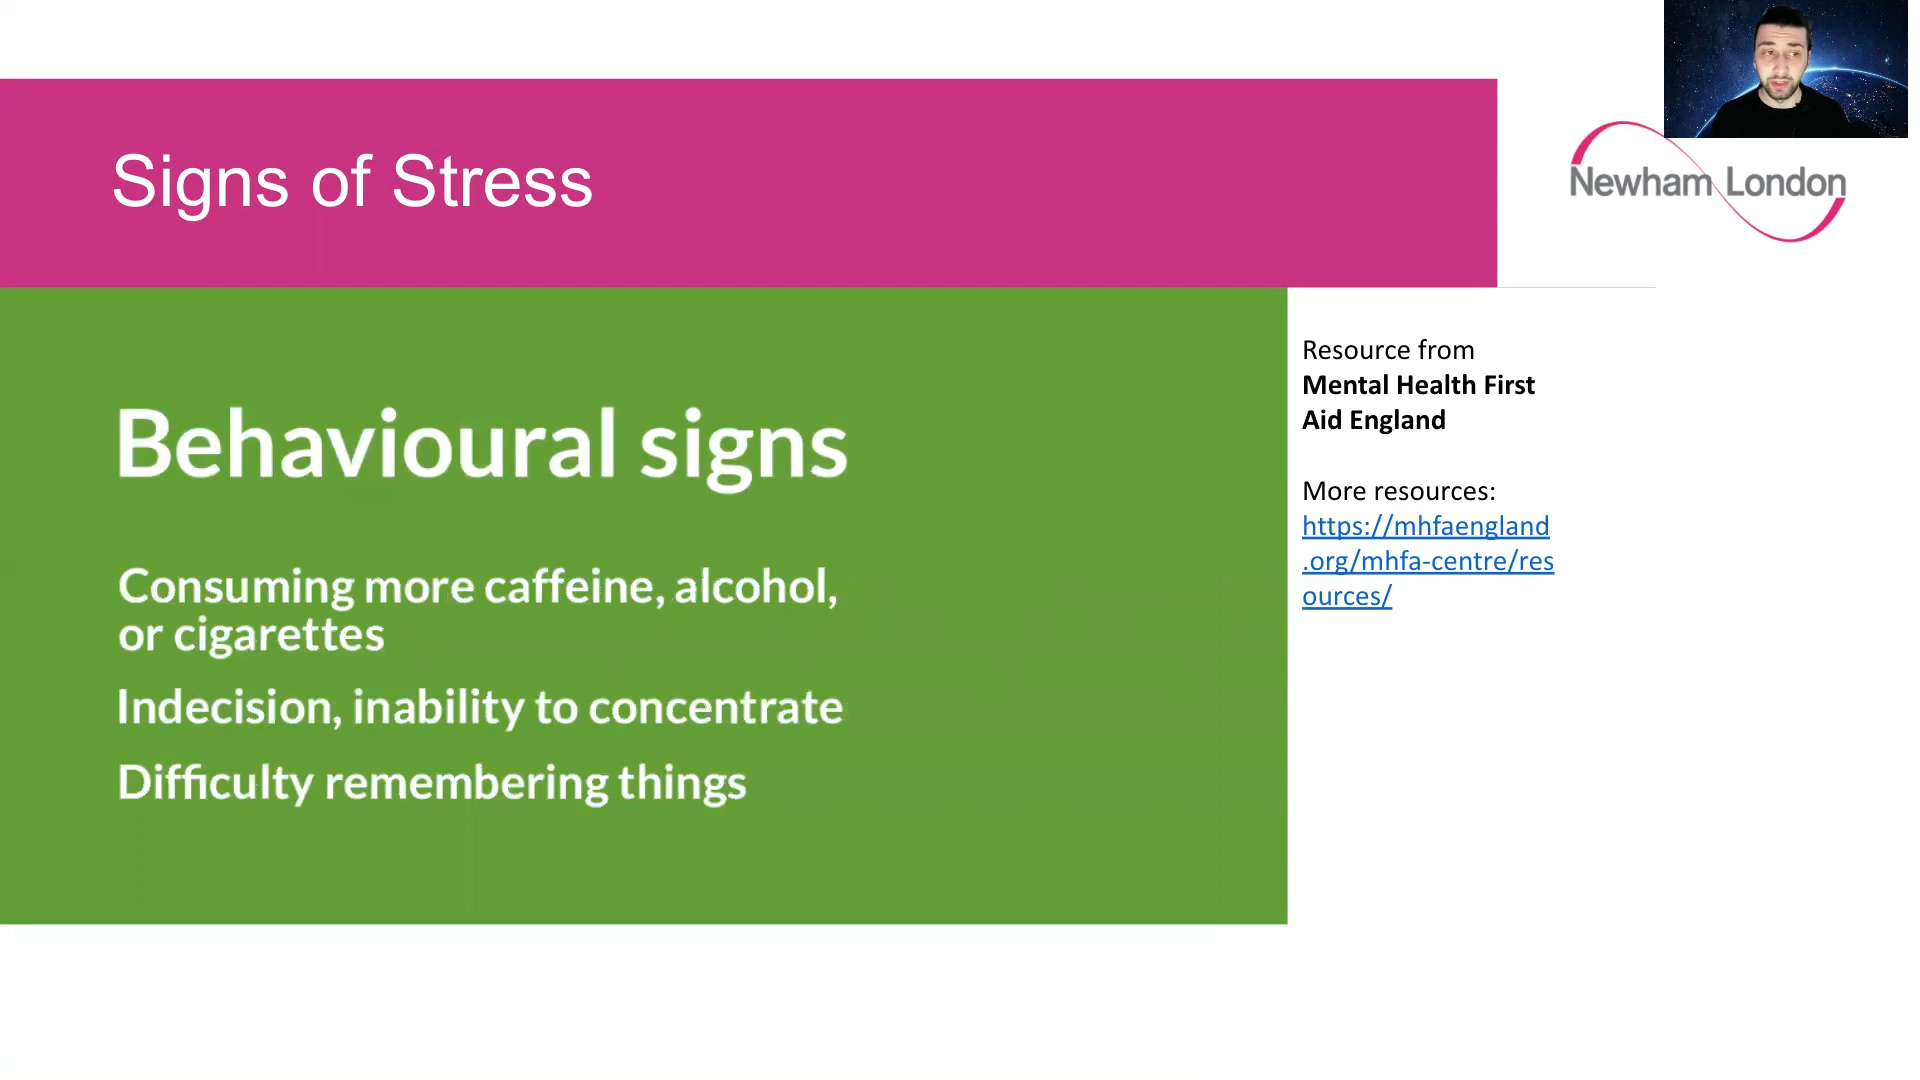 Signs of Stress
Newham London
Behavioural signs
Consuming more caffeine, alcohol,
or cigarettes
Indecision, inability to concentrate
Difficulty remembering things
Resource from
Mental Health First
Aid England
More resources:
https://mhfaengland
.org/mhfa-centre/res
ources/